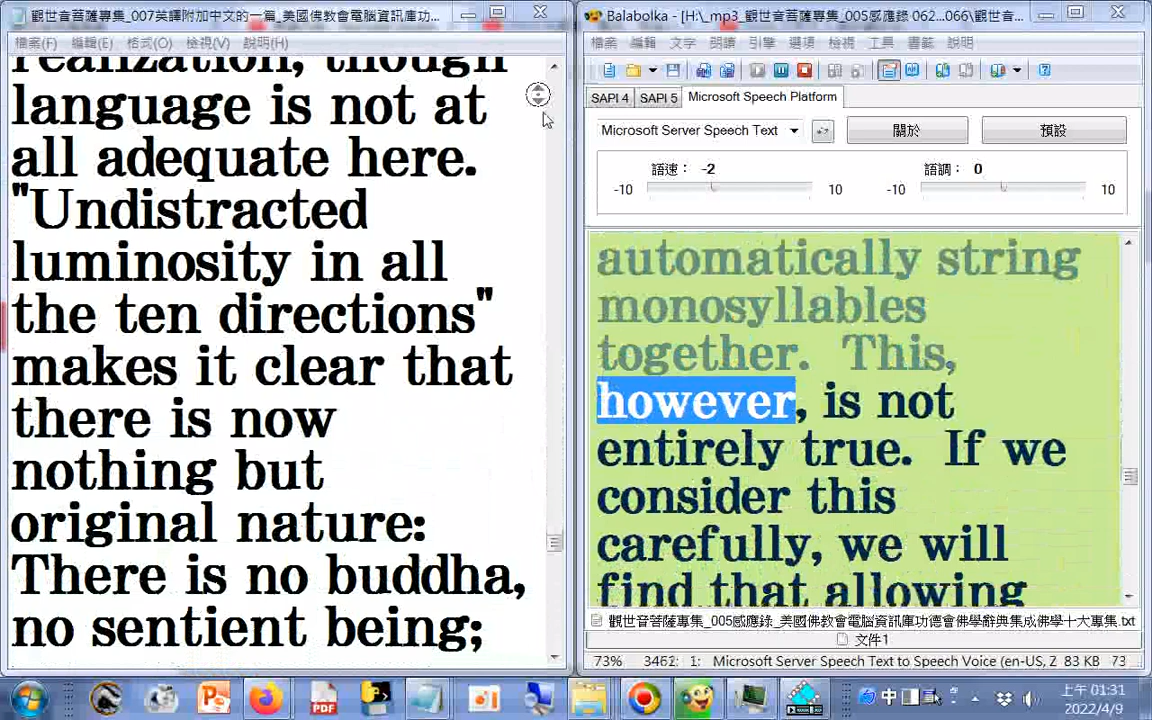 觀世音菩薩專集_007英譯附加中文的一篇_美國佛教會電腦資訊庫功...
檔案(F) 編輯(E) 格式(O) 檢視(V) 說明(H)
realization, though
language is not at
all adequate here.
"Undistracted
luminosity in all
the ten directions"
makes it clear that
there is now
nothing but
original nature:
There is no buddha,
no sentient being;
Balabolka - [H:\_mp3_觀世音菩薩專集_005感應錄-062...066\觀世音...
檔案 編輯 文字 閱讀 引擎 選項 檢視 工具 書籤 說明
SAPI 4 SAPI 5 Microsoft Speech Platform
Microsoft Server Speech Text 關於 預設
語速： -2 語調： 0
-10 10 -10 10
automatically string
monosyllables
together. This,
however, is not
entirely true. If we
consider this
carefully, we will
find that allowing
觀世音菩薩專集_005感應錄_美國佛教會電腦資訊庫功德會佛學辭典集成佛學十大專集.txt
文件1
73% 3462: 1: Microsoft Server Speech Text to Speech Voice (en-US, Z 83 KB 73
中 上午 01:31
2022/4/9